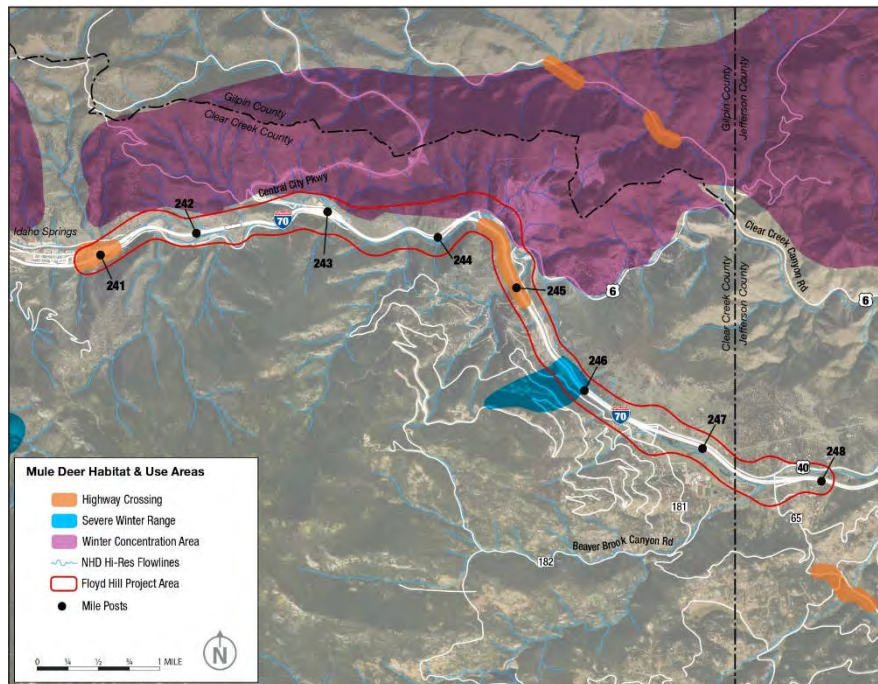 Gilpin County
Clear Creek County
Gilpin County
Jefferson County
Central City Pkwy
Idaho Springs
242
70
243
244
241
245
6
Clear Creek Canyon Rd
6
Clear Creek County
Jefferson County
246
70
247
248
40
181
65
Beaver Brook Canyon Rd
182
Mule Deer Habitat & Use Areas
Highway Crossing
Severe Winter Range
Winter Concentration Area
NHD Hi-Res Flowlines
Floyd Hill Project Area
Mile Posts
0 ¼ ½ ¾ 1 MILE
N